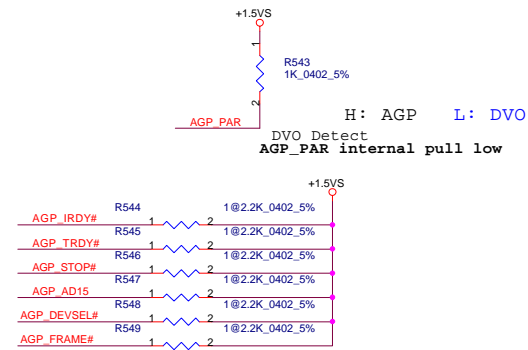 +1.5VS
1
R543
1K_0402_5%
2
AGP_PAR
H: AGP L: DVO
DVO Detect
AGP_PAR internal pull low
+1.5VS
R544 1@2.2K_0402_5%
AGP_IRDY# 1 2
R545 1@2.2K_0402_5%
AGP_TRDY# 1 2
R546 1@2.2K_0402_5%
AGP_STOP# 1 2
R547 1@2.2K_0402_5%
AGP_AD15 1 2
R548 1@2.2K_0402_5%
AGP_DEVSEL# 1 2
R549 1@2.2K_0402_5%
AGP_FRAME# 1 2